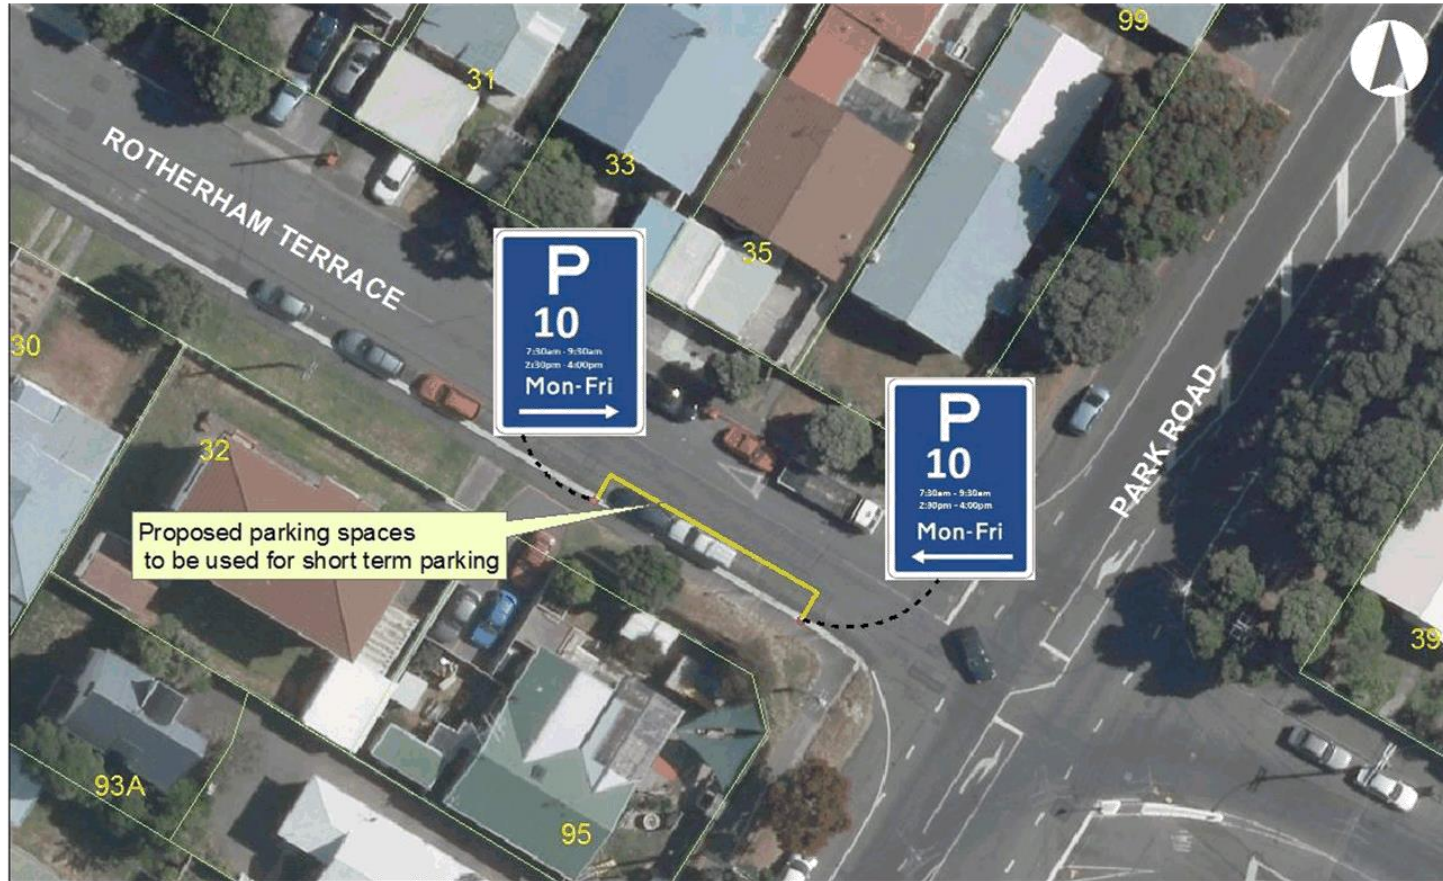 99
31
ROTHERHAM TERRACE
33
35
P
10
7:30am - 9:30am
2:30pm - 4:00pm
Mon-Fri
30
PARK ROAD
P
10
7:30am - 9:30am
2:30pm - 4:00pm
Mon-Fri
32
Proposed parking spaces
to be used for short term parking
39
93A
95